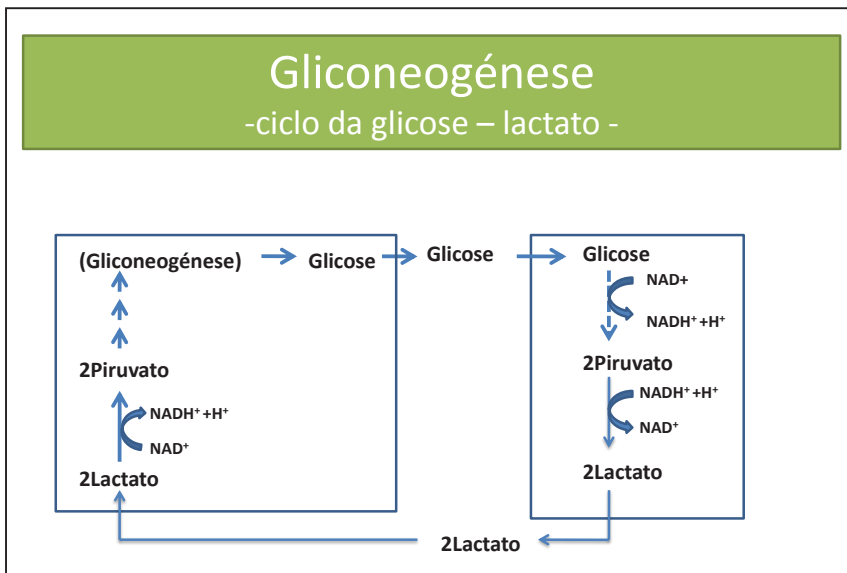 Gliconeogénese
-ciclo da glicose – lactato -
(Gliconeogénese)
Glicose
Glicose
Glicose
NAD+
NADH⁺ +H⁺
2Piruvato
2Piruvato
NADH⁺ +H⁺
NADH⁺ +H⁺
NAD⁺
NAD⁺
2Lactato
2Lactato
2Lactato